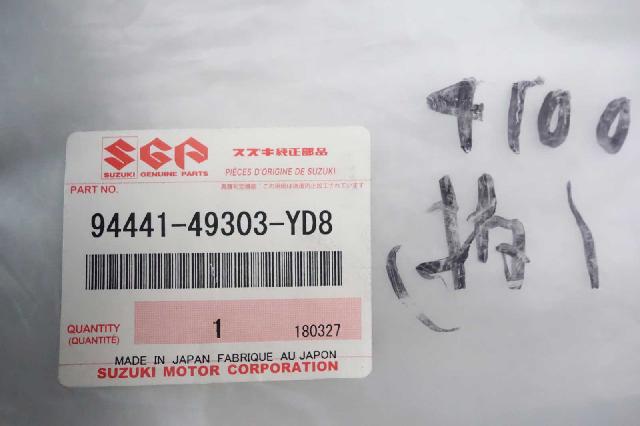 SGP
SUZUKI GENUINE PARTS
スズキ純正部品
PIÈCES D'ORIGINE DE SUZUKI
PART NO.
94441-49303-YD8
QUANTITY
(QUANTITÉ)
1
180327
MADE IN JAPAN FABRIQUE AU JAPON
SUZUKI MOTOR CORPORATION
4100